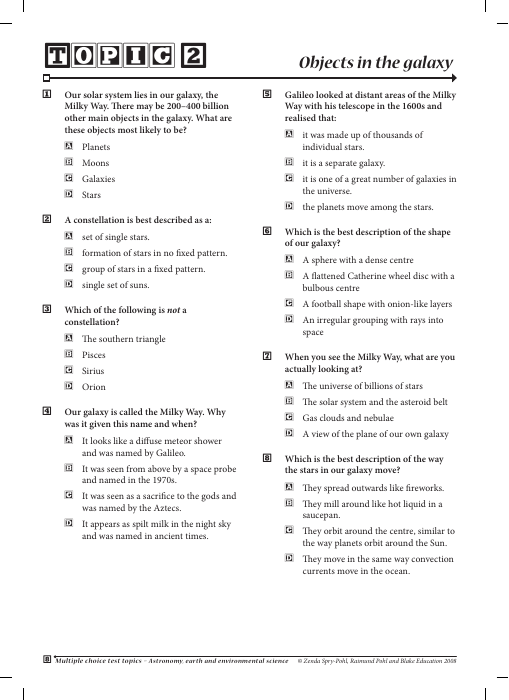 TOPIC 2
Objects in the galaxy
1 Our solar system lies in our galaxy, the
Milky Way. There may be 200–400 billion
other main objects in the galaxy. What are
these objects most likely to be?
A Planets
B Moons
C Galaxies
D Stars
2 A constellation is best described as a:
A set of single stars.
B formation of stars in no fixed pattern.
C group of stars in a fixed pattern.
D single set of suns.
3 Which of the following is not a
constellation?
A The southern triangle
B Pisces
C Sirius
D Orion
4 Our galaxy is called the Milky Way. Why
was it given this name and when?
A It looks like a diffuse meteor shower
and was named by Galileo.
B It was seen from above by a space probe
and named in the 1970s.
C It was seen as a sacrifice to the gods and
was named by the Aztecs.
D It appears as spilt milk in the night sky
and was named in ancient times.
5 Galileo looked at distant areas of the Milky
Way with his telescope in the 1600s and
realised that:
A it was made up of thousands of
individual stars.
B it is a separate galaxy.
C it is one of a great number of galaxies in
the universe.
D the planets move among the stars.
6 Which is the best description of the shape
of our galaxy?
A A sphere with a dense centre
B A flattened Catherine wheel disc with a
bulbous centre
C A football shape with onion-like layers
D An irregular grouping with rays into
space
7 When you see the Milky Way, what are you
actually looking at?
A The universe of billions of stars
B The solar system and the asteroid belt
C Gas clouds and nebulae
D A view of the plane of our own galaxy
8 Which is the best description of the way
the stars in our galaxy move?
A They spread outwards like fireworks.
B They mill around like hot liquid in a
saucepan.
C They orbit around the centre, similar to
the way planets orbit around the Sun.
D They move in the same way convection
currents move in the ocean.
8 Multiple choice test topics – Astronomy, earth and environmental science © Zenda Spry-Pohl, Raimund Pohl and Blake Education 2008